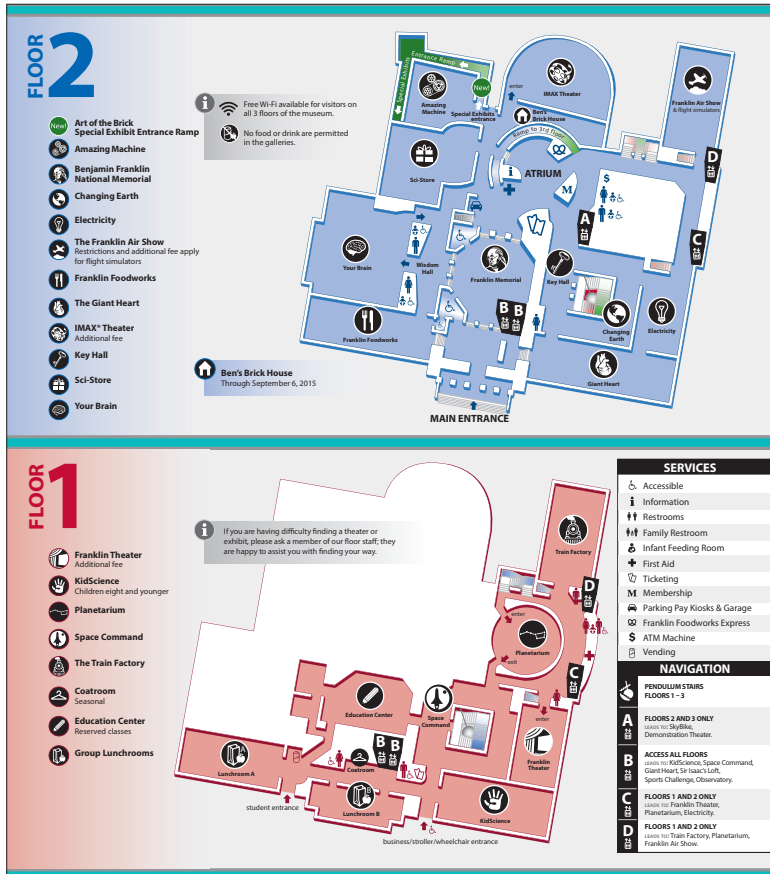 FLOOR
2
New!
Art of the Brick
Special Exhibit Entrance Ramp
Amazing Machine
Benjamin Franklin
National Memorial
Changing Earth
Electricity
The Franklin Air Show
Restrictions and additional fee apply
for flight simulators
Franklin Foodworks
The Giant Heart
IMAX® Theater
Additional fee
Key Hall
Sci-Store
Your Brain
i
Free Wi-Fi available for visitors on
all 3 floors of the museum.
No food or drink are permitted
in the galleries.
Ben's Brick House
Through September 6, 2015
Special Exhibits
Entrance Ramp
Amazing
Machine
New!
Special Exhibits
entrance
enter
IMAX Theater
Ben's
Brick House
Ramp to 3rd floor
Franklin Air Show
& flight simulators
Sci-Store
i
ATRIUM
M
$
A
D
C
Your Brain
Wisdom
Hall
Franklin Memorial
Key Hall
B
B
Changing
Earth
Electricity
Franklin Foodworks
Giant Heart
MAIN ENTRANCE
FLOOR
1
Franklin Theater
Additional fee
KidScience
Children eight and younger
Planetarium
Space Command
The Train Factory
Coatroom
Seasonal
Education Center
Reserved classes
Group Lunchrooms
i
If you are having difficulty finding a theater or
exhibit, please ask a member of our floor staff; they
are happy to assist you with finding your way.
Train Factory
D
enter
Planetarium
exit
C
enter
Education Center
Space
Command
Franklin
Theater
B
B
Coatroom
A
Lunchroom A
B
Lunchroom B
KidScience
student entrance
business/stroller/wheelchair entrance
SERVICES
Accessible
i Information
Restrooms
Family Restroom
Infant Feeding Room
First Aid
Ticketing
M Membership
Parking Pay Kiosks & Garage
Franklin Foodworks Express
$ ATM Machine
Vending
NAVIGATION
PENDULUM STAIRS
FLOORS 1 – 3
A
FLOORS 2 AND 3 ONLY
LEADS TO: SkyBike,
Demonstration Theater.
B
ACCESS ALL FLOORS
LEADS TO: KidScience, Space Command,
Giant Heart, Sir Isaac's Loft,
Sports Challenge, Observatory.
C
FLOORS 1 AND 2 ONLY
LEADS TO: Franklin Theater,
Planetarium, Electricity.
D
FLOORS 1 AND 2 ONLY
LEADS TO: Train Factory, Planetarium,
Franklin Air Show.